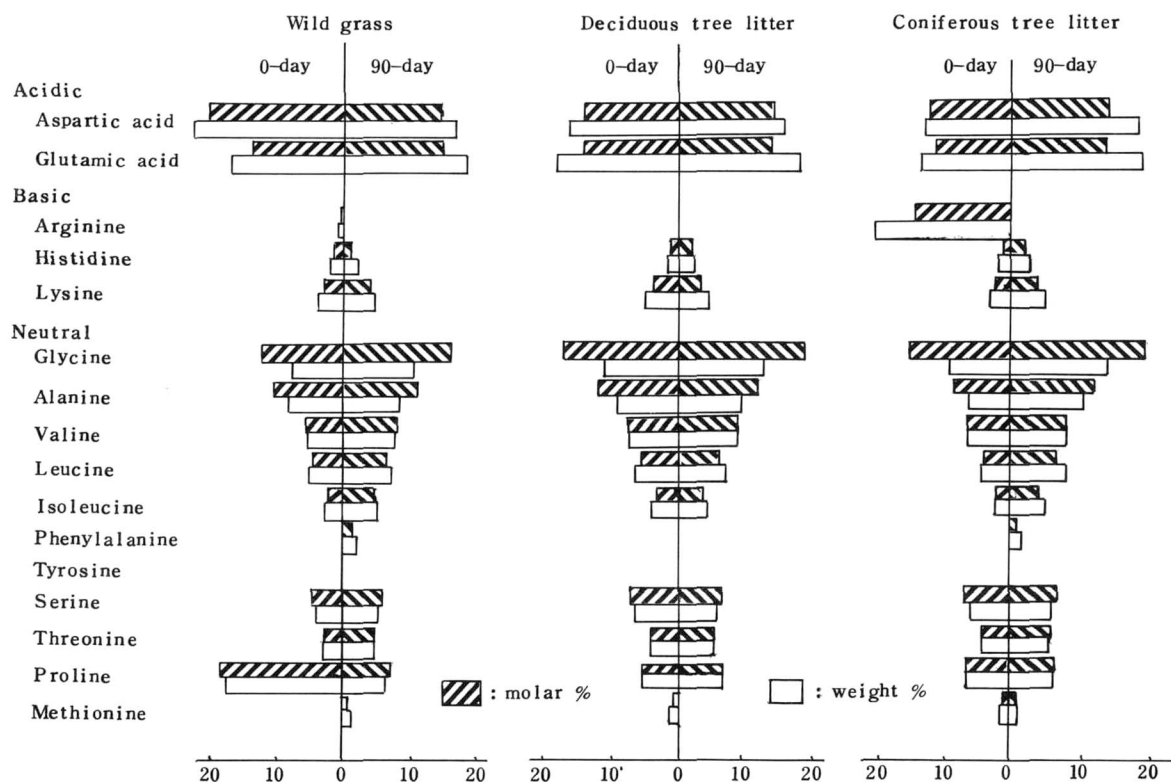 Wild grass Deciduous tree litter Coniferous tree litter
0-day 90-day 0-day 90-day 0-day 90-day
Acidic
Aspartic acid
Glutamic acid
Basic
Arginine
Histidine
Lysine
Neutral
Glycine
Alanine
Valine
Leucine
Isoleucine
Phenylalanine
Tyrosine
Serine
Threonine
Proline
: molar % : weight %
Methionine
20 10 0 10 20 20 10' 0 10 20 20 10 0 10 20